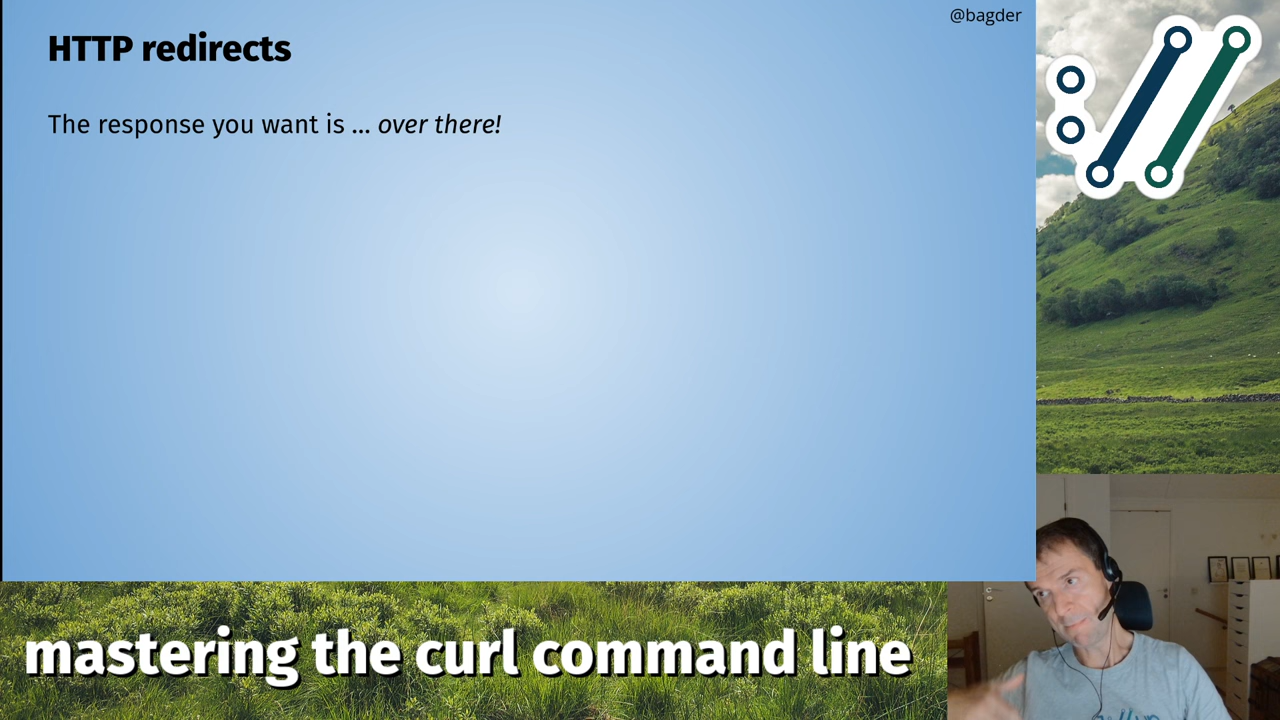 @bagder
HTTP redirects
The response you want is ... over there!
mastering the curl command line